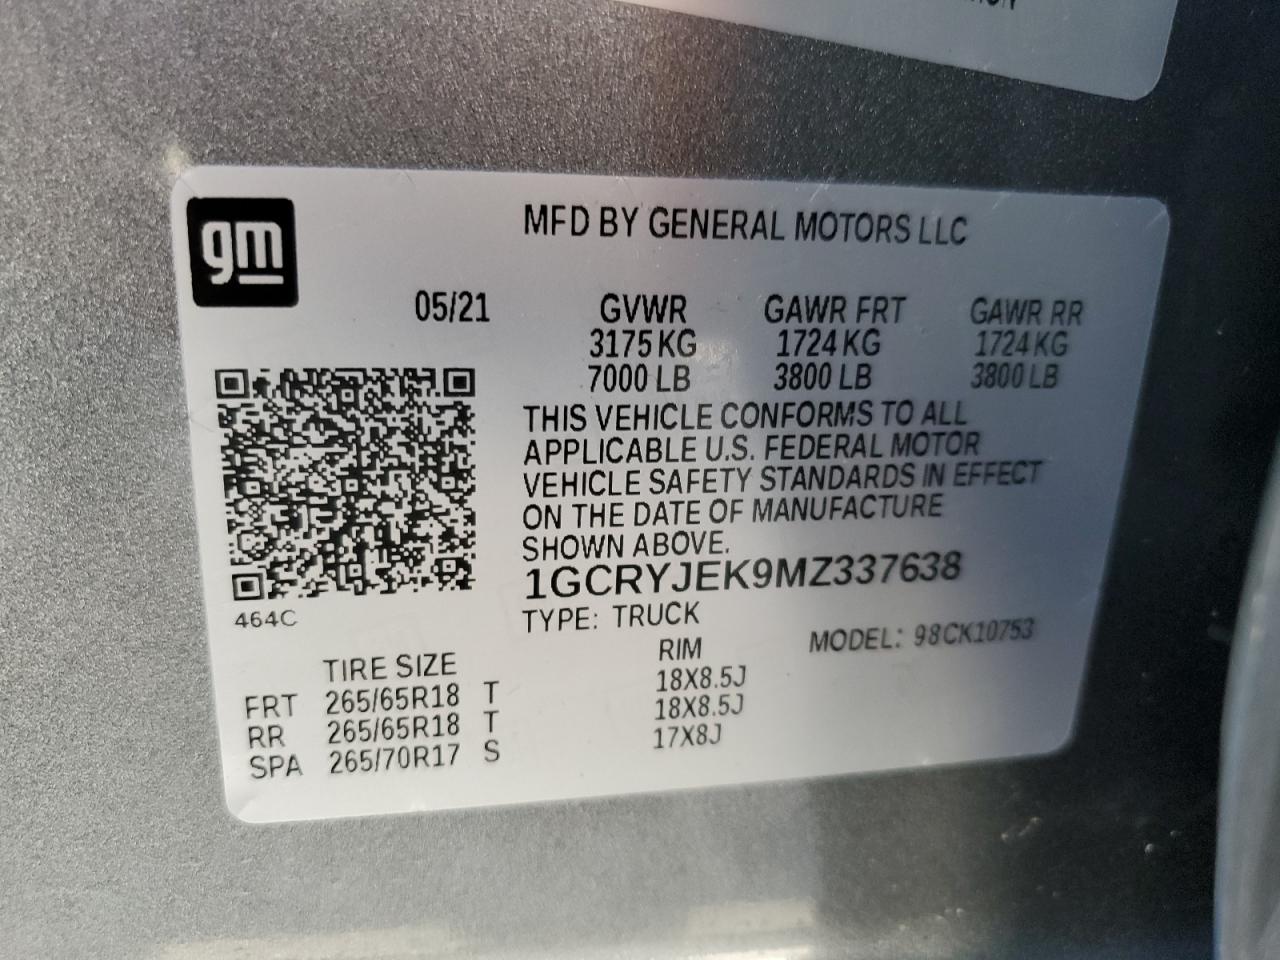 gm
MFD BY GENERAL MOTORS LLC
05/21 GVWR GAWR FRT GAWR RR
3175 KG 1724 KG 1724 KG
7000 LB 3800 LB 3800 LB
THIS VEHICLE CONFORMS TO ALL
APPLICABLE U.S. FEDERAL MOTOR
VEHICLE SAFETY STANDARDS IN EFFECT
ON THE DATE OF MANUFACTURE
SHOWN ABOVE.
1GCRYJEK9MZ337638
464C
TYPE: TRUCK
MODEL: 98CK10753
TIRE SIZE RIM
FRT 265/65R18 T 18X8.5J
RR 265/65R18 T 18X8.5J
SPA 265/70R17 S 17X8J